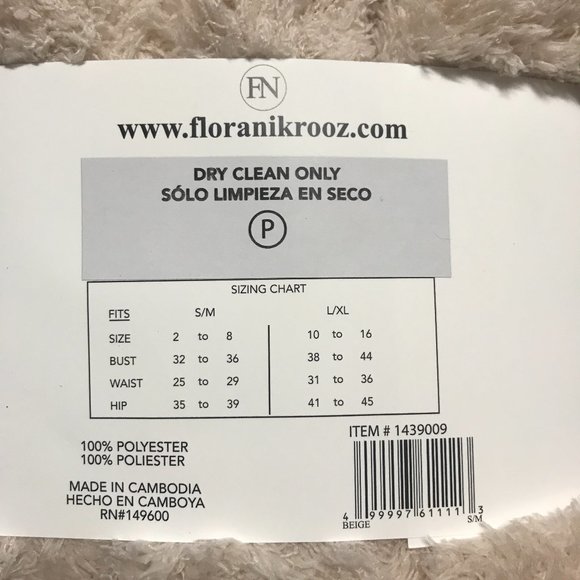 FN
www.floranikrooz.com
DRY CLEAN ONLY
SÓLO LIMPIEZA EN SECO
P
SIZING CHART
FITS S/M L/XL
SIZE 2 to 8 10 to 16
BUST 32 to 36 38 to 44
WAIST 25 to 29 31 to 36
HIP 35 to 39 41 to 45
ITEM # 1439009
100% POLYESTER
100% POLIESTER
MADE IN CAMBODIA
HECHO EN CAMBOYA
RN#149600
4 99997 61111 3
BEIGE S/M